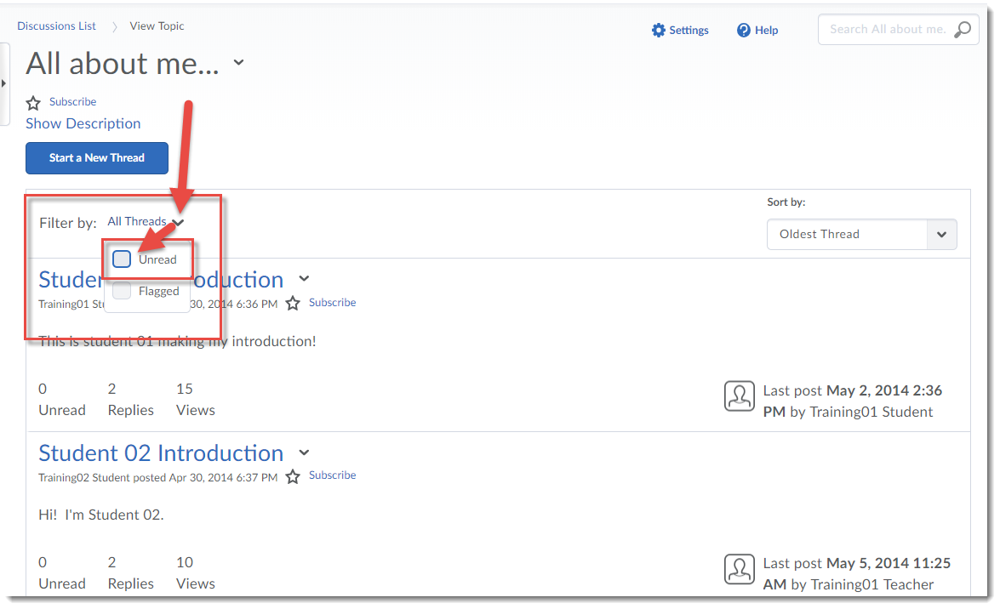 Discussions List View Topic
Settings Help Search All about me.
All about me...
Subscribe
Show Description
Start a New Thread
Filter by: All Threads
Sort by:
Oldest Thread
Unread
Flagged
Studen oduction
Training01 Stu 30, 2014 6:36 PM Subscribe
This is student 01 making my introduction!
0 2 15
Unread Replies Views
Last post May 2, 2014 2:36
PM by Training01 Student
Student 02 Introduction
Training02 Student posted Apr 30, 2014 6:37 PM Subscribe
Hi! I'm Student 02.
0 2 10
Unread Replies Views
Last post May 5, 2014 11:25
AM by Training01 Teacher